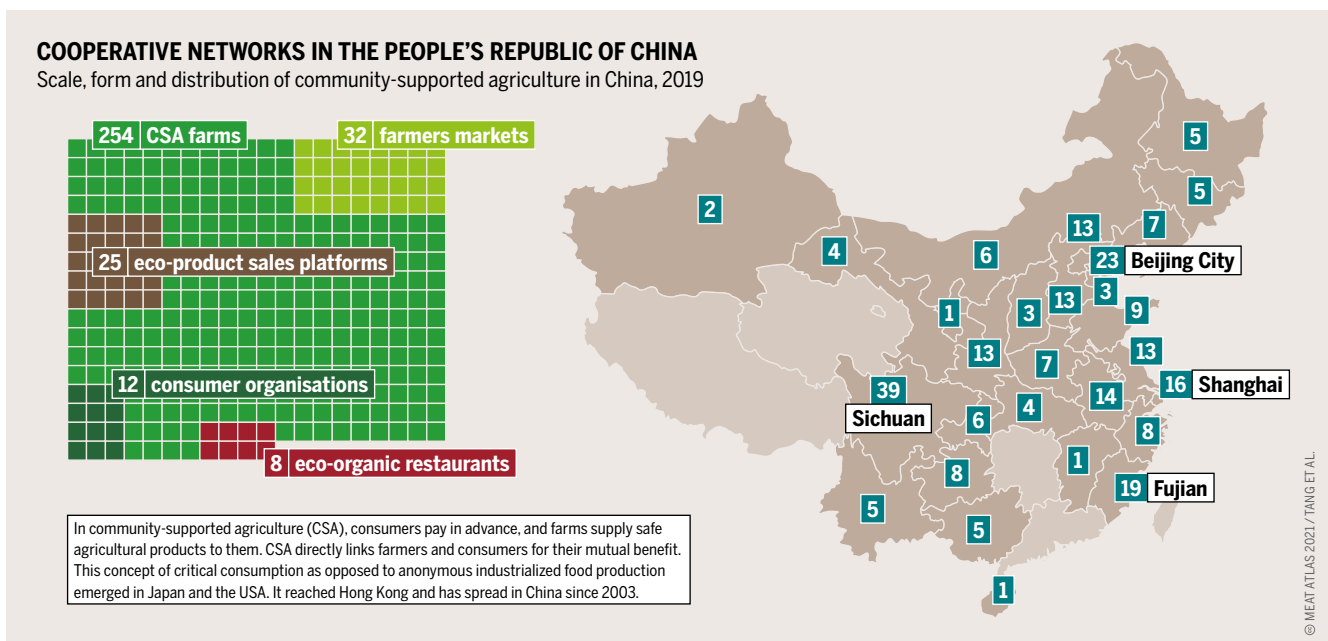 COOPERATIVE NETWORKS IN THE PEOPLE'S REPUBLIC OF CHINA
Scale, form and distribution of community-supported agriculture in China, 2019
254 CSA farms
32 farmers markets
25 eco-product sales platforms
12 consumer organisations
8 eco-organic restaurants
In community-supported agriculture (CSA), consumers pay in advance, and farms supply safe
agricultural products to them. CSA directly links farmers and consumers for their mutual benefit.
This concept of critical consumption as opposed to anonymous industrialized food production
emerged in Japan and the USA. It reached Hong Kong and has spread in China since 2003.
5
5
2
7
13
4
6
23 Beijing City
3
13
9
1
3
13
13
7
16 Shanghai
39
Sichuan
14
4
6
8
1
8
19 Fujian
5
5
1
MEAT ATLAS 2021 / TANG ET AL.